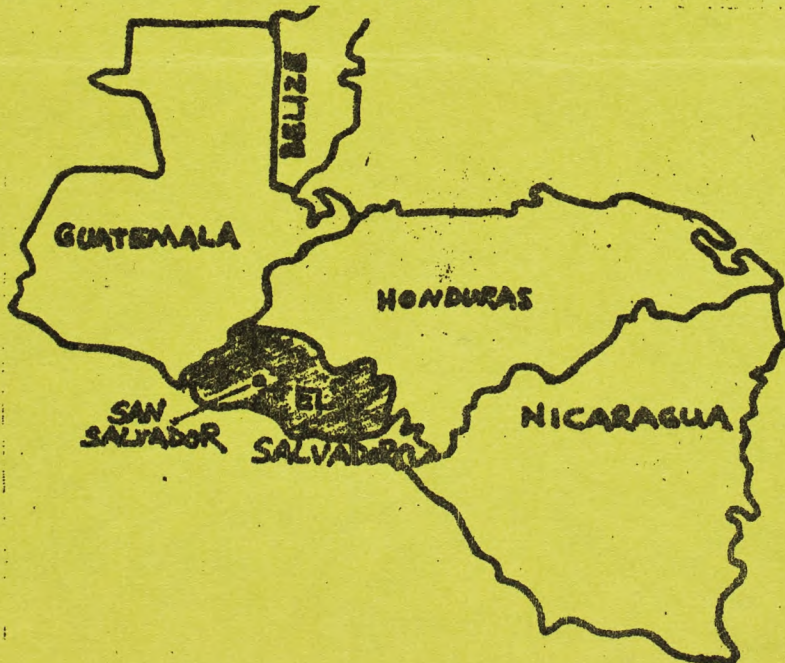 BELIZE
GUATEMALA
HONDURAS
NICARAGUA
SAN
SALVADOR
EL
SALVADOR